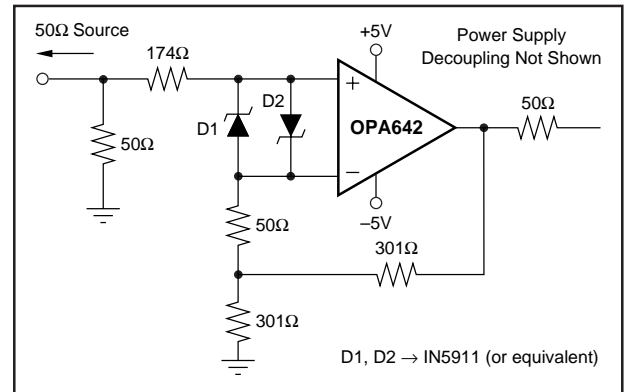 50Ω Source
174Ω
50Ω
D1
D2
+5V
Power Supply
Decoupling Not Shown
+
OPA642
−
50Ω
–5V
50Ω
301Ω
301Ω
D1, D2 → IN5911 (or equivalent)